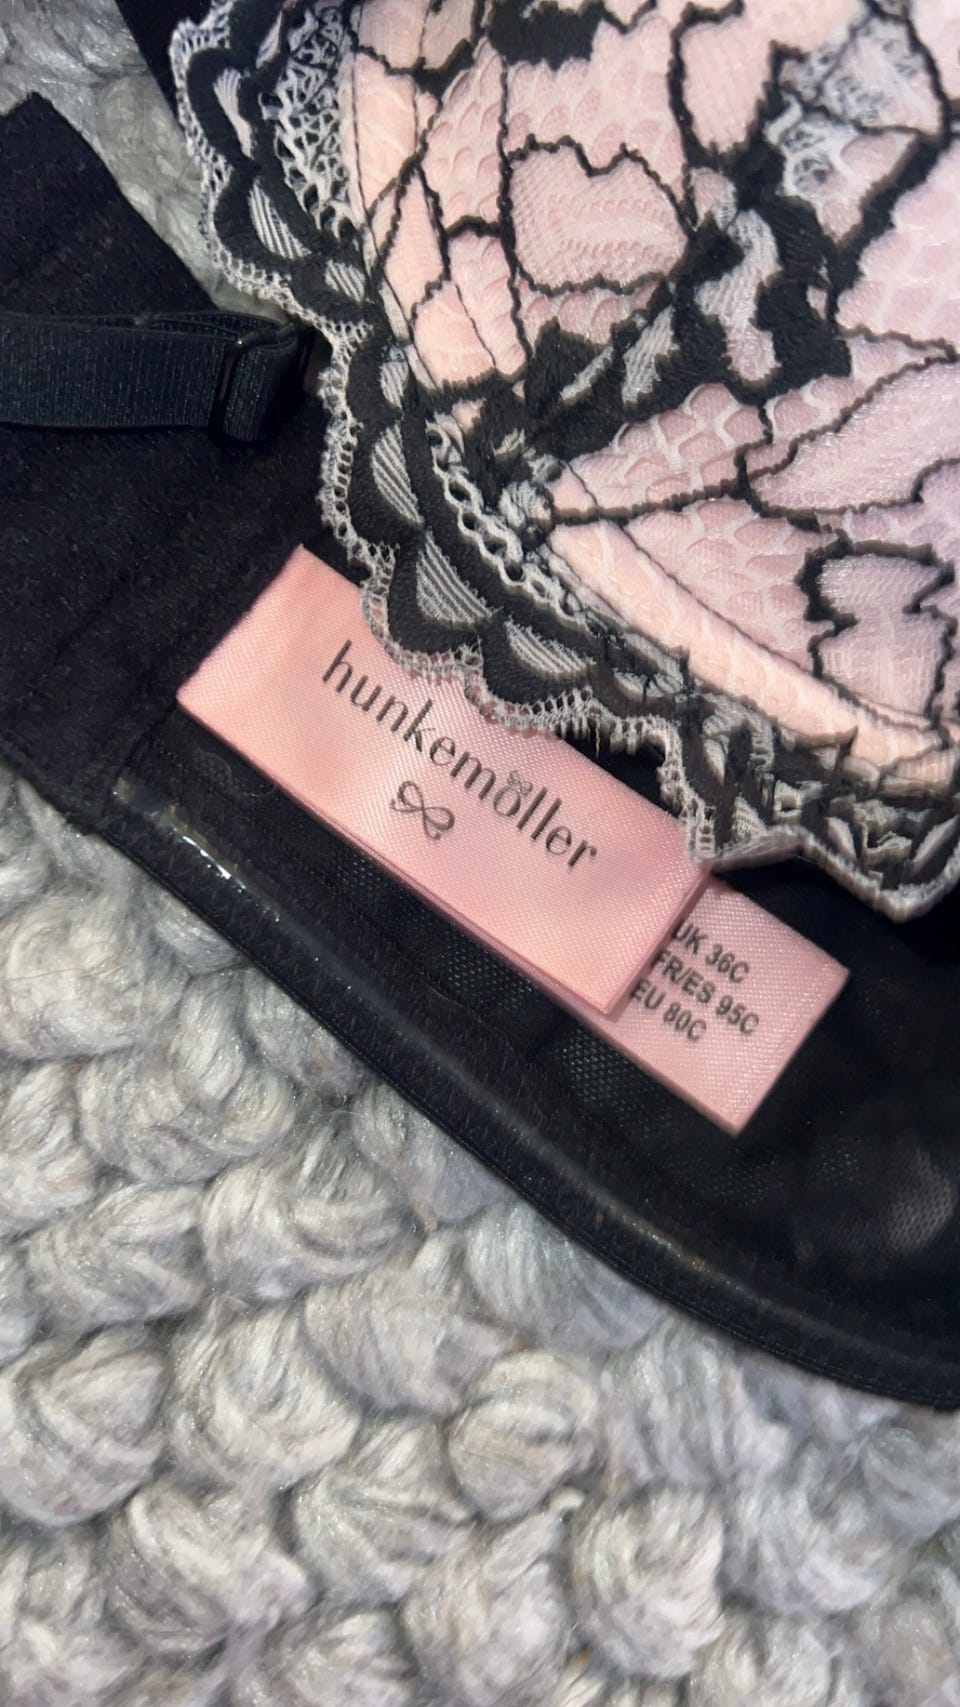 hunkemöller
UK 36C
FR/ES 95C
EU 80C